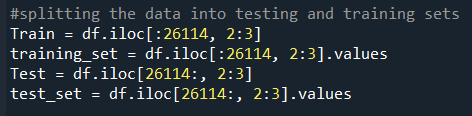 #splitting the data into testing and training sets
Train = df.iloc[:26114, 2:3]
training_set = df.iloc[:26114, 2:3].values
Test = df.iloc[26114:, 2:3]
test_set = df.iloc[26114:, 2:3].values